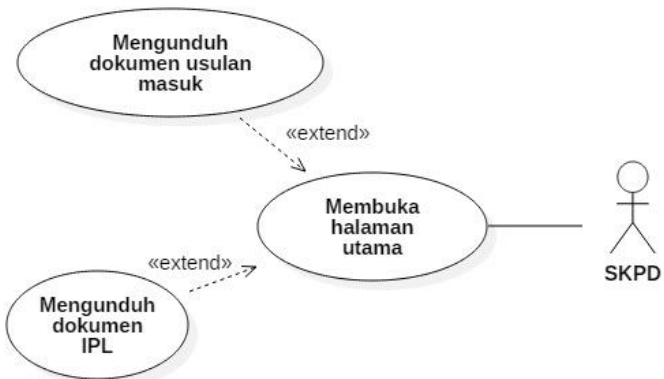 Mengunduh
dokumen usulan
masuk
«extend»
Membuka
halaman
utama
SKPD
«extend»
Mengunduh
dokumen
IPL